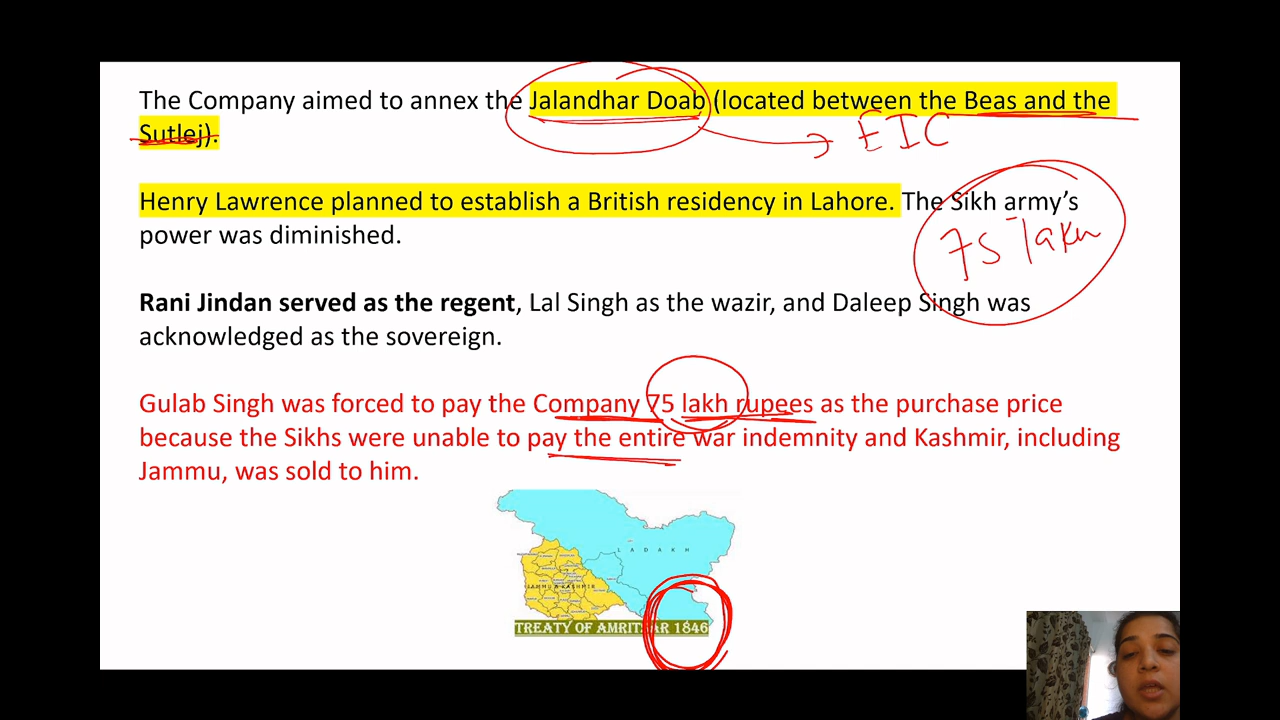 The Company aimed to annex the Jalandhar Doab (located between the Beas and the
Sutlej).
EIC
Henry Lawrence planned to establish a British residency in Lahore. The Sikh army's
power was diminished.
75 lakh
Rani Jindan served as the regent, Lal Singh as the wazir, and Daleep Singh was
acknowledged as the sovereign.
Gulab Singh was forced to pay the Company 75 lakh rupees as the purchase price
because the Sikhs were unable to pay the entire war indemnity and Kashmir, including
Jammu, was sold to him.
LADAKH
JAMMU & KASHMIR
TREATY OF AMRITSAR 1846